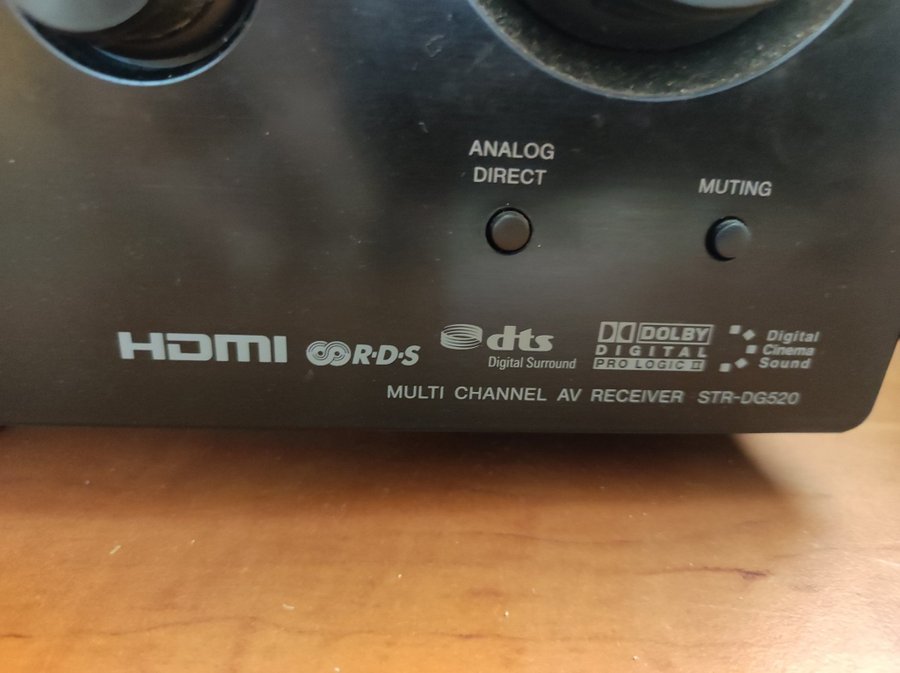 ANALOG
DIRECT
MUTING
HDMI
R·D·S
dts
Digital Surround
DOLBY
DIGITAL
PRO LOGIC II
Digital
Cinema
Sound
MULTI CHANNEL AV RECEIVER STR-DG520